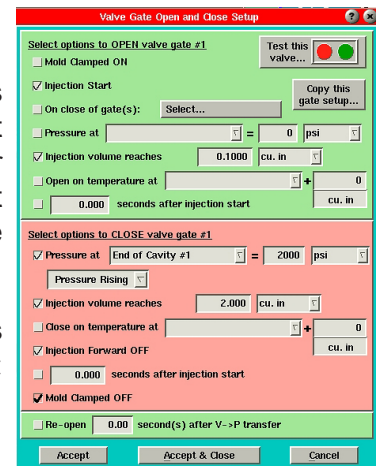 Valve Gate Open and Close Setup
Select options to OPEN valve gate #1
Test this valve...
Mold Clamped ON
Injection Start
Copy this gate setup...
On close of gate(s): Select...
Pressure at = 0 psi
Injection volume reaches 0.1000 cu. in
Open on temperature at + 0
cu. in
0.000 seconds after injection start
Select options to CLOSE valve gate #1
Pressure at End of Cavity #1 = 2000 psi
Pressure Rising
Injection volume reaches 2.000 cu. in
Close on temperature at + 0
Injection Forward OFF cu. in
0.000 seconds after injection start
Mold Clamped OFF
Re-open 0.00 second(s) after V->P transfer
Accept Accept & Close Cancel